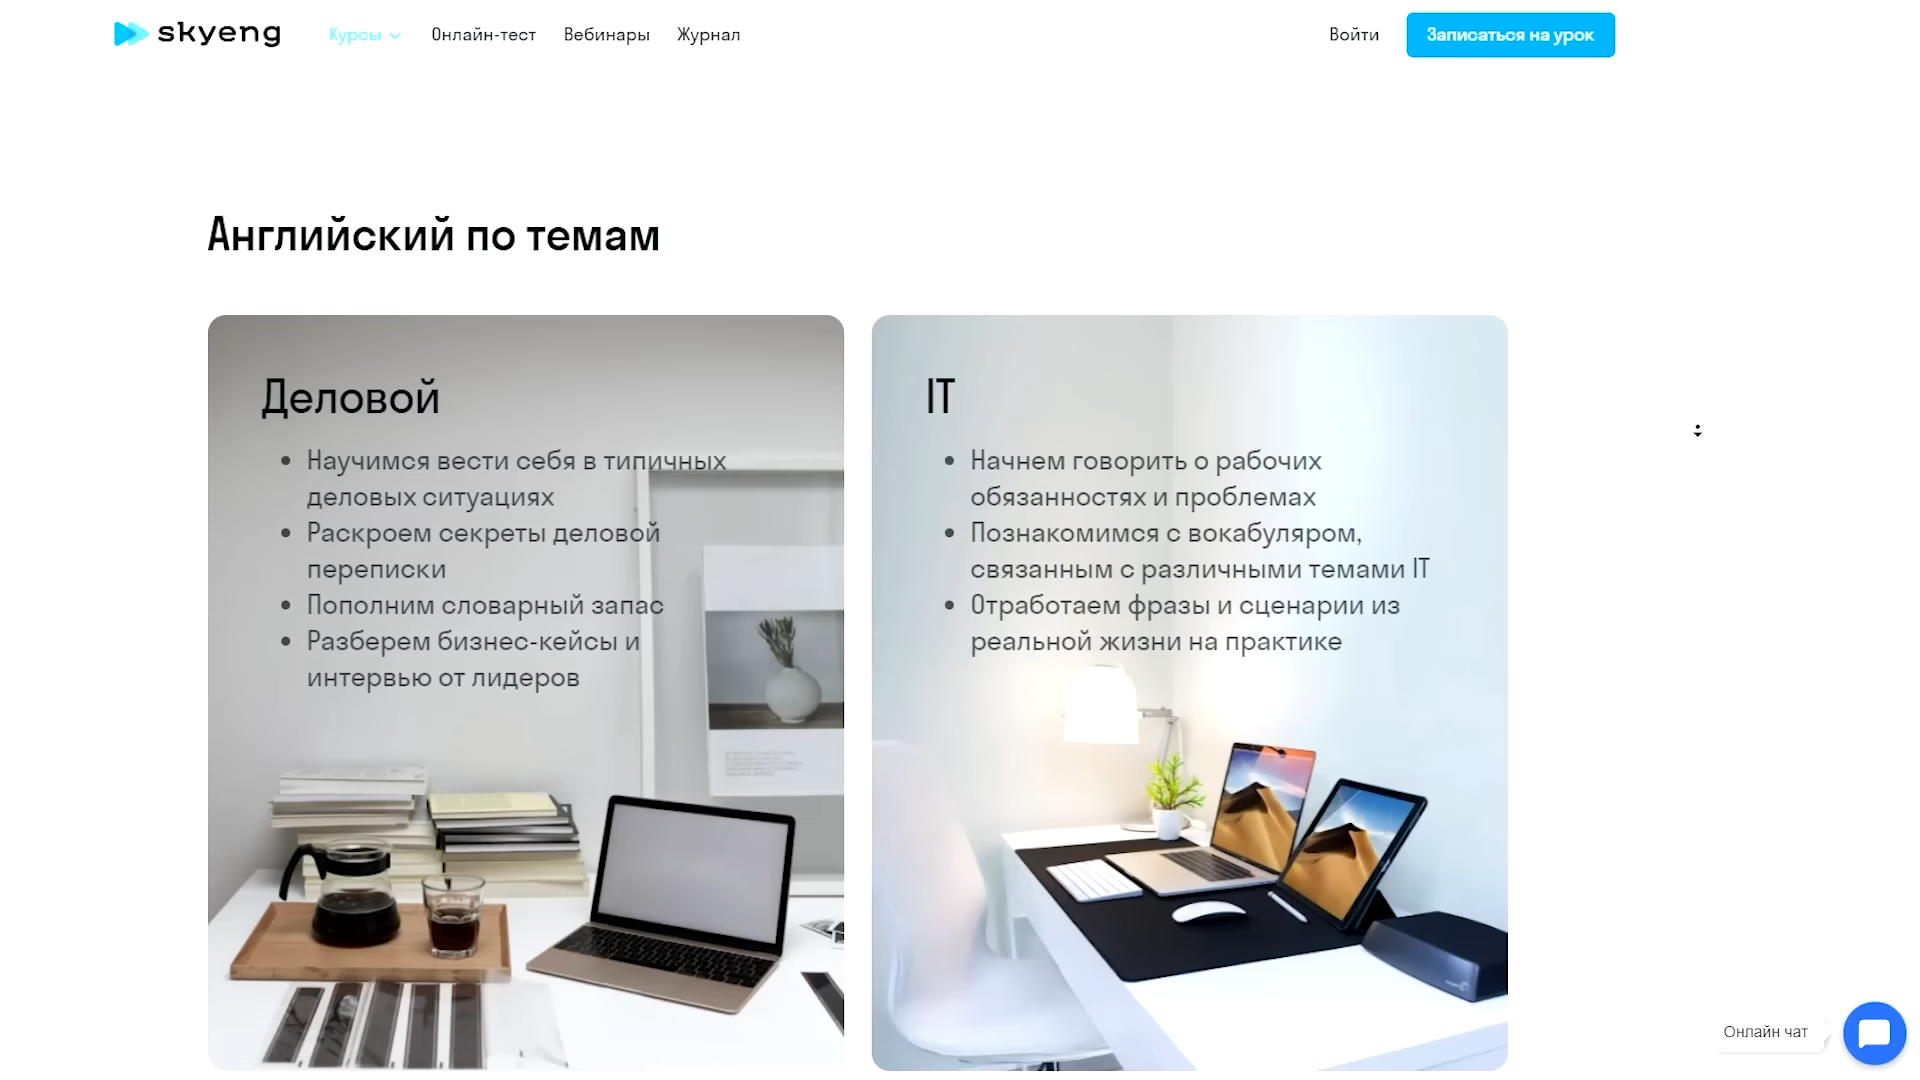 skyeng
Курсы
Онлайн-тест
Вебинары
Журнал
Войти
Записаться на урок
Английский по темам
Деловой
Научимся вести себя в типичных
деловых ситуациях
Раскроем секреты деловой
переписки
Пополним словарный запас
Разберем бизнес-кейсы и
интервью от лидеров
IT
Начнем говорить о рабочих
обязанностях и проблемах
Познакомимся с вокабуляром,
связанным с различными темами IT
Отработаем фразы и сценарии из
реальной жизни на практике
Онлайн чат